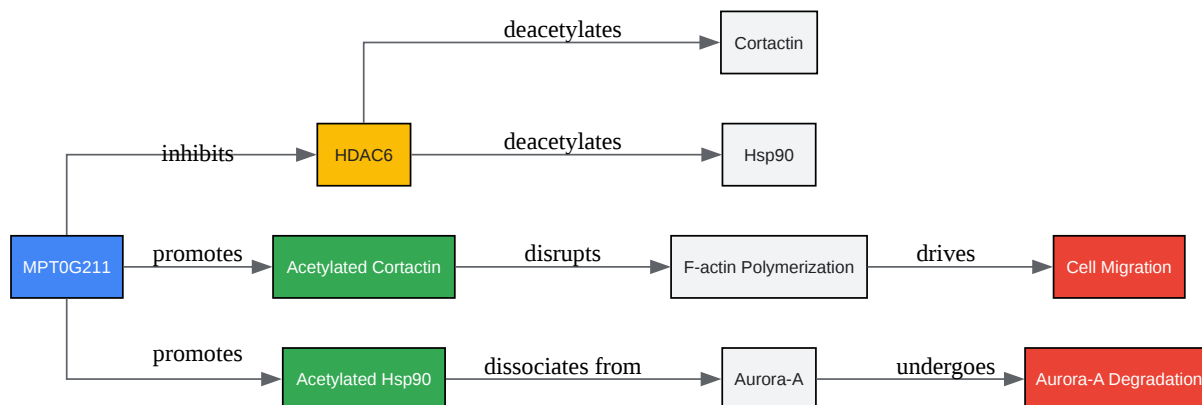 deacetylates
Cortactin
inhibits
HDAC6
deacetylates
Hsp90
MPT0G211
promotes
Acetylated Cortactin
disrupts
F-actin Polymerization
drives
Cell Migration
promotes
Acetylated Hsp90
dissociates from
Aurora-A
undergoes
Aurora-A Degradation